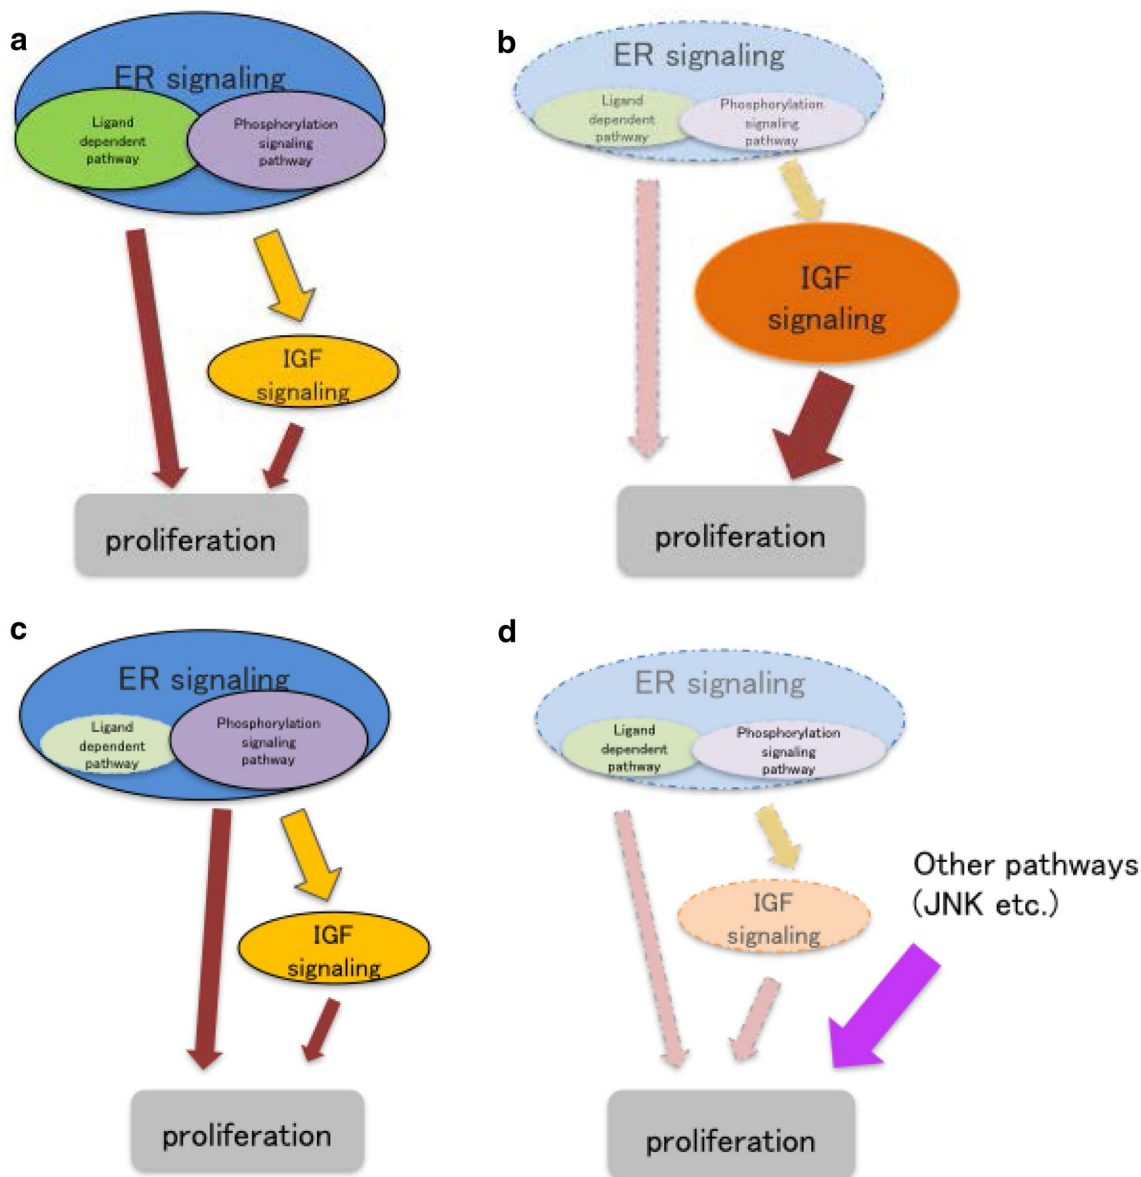 a
ER signaling
Ligand
dependent
pathway
Phosphorylation
signaling
pathway
IGF
signaling
proliferation
b
ER signaling
Ligand
dependent
pathway
Phosphorylation
signaling
pathway
IGF
signaling
proliferation
c
ER signaling
Ligand
dependent
pathway
Phosphorylation
signaling
pathway
IGF
signaling
proliferation
d
ER signaling
Ligand
dependent
pathway
Phosphorylation
signaling
pathway
IGF
signaling
Other pathways
(JNK etc.)
proliferation